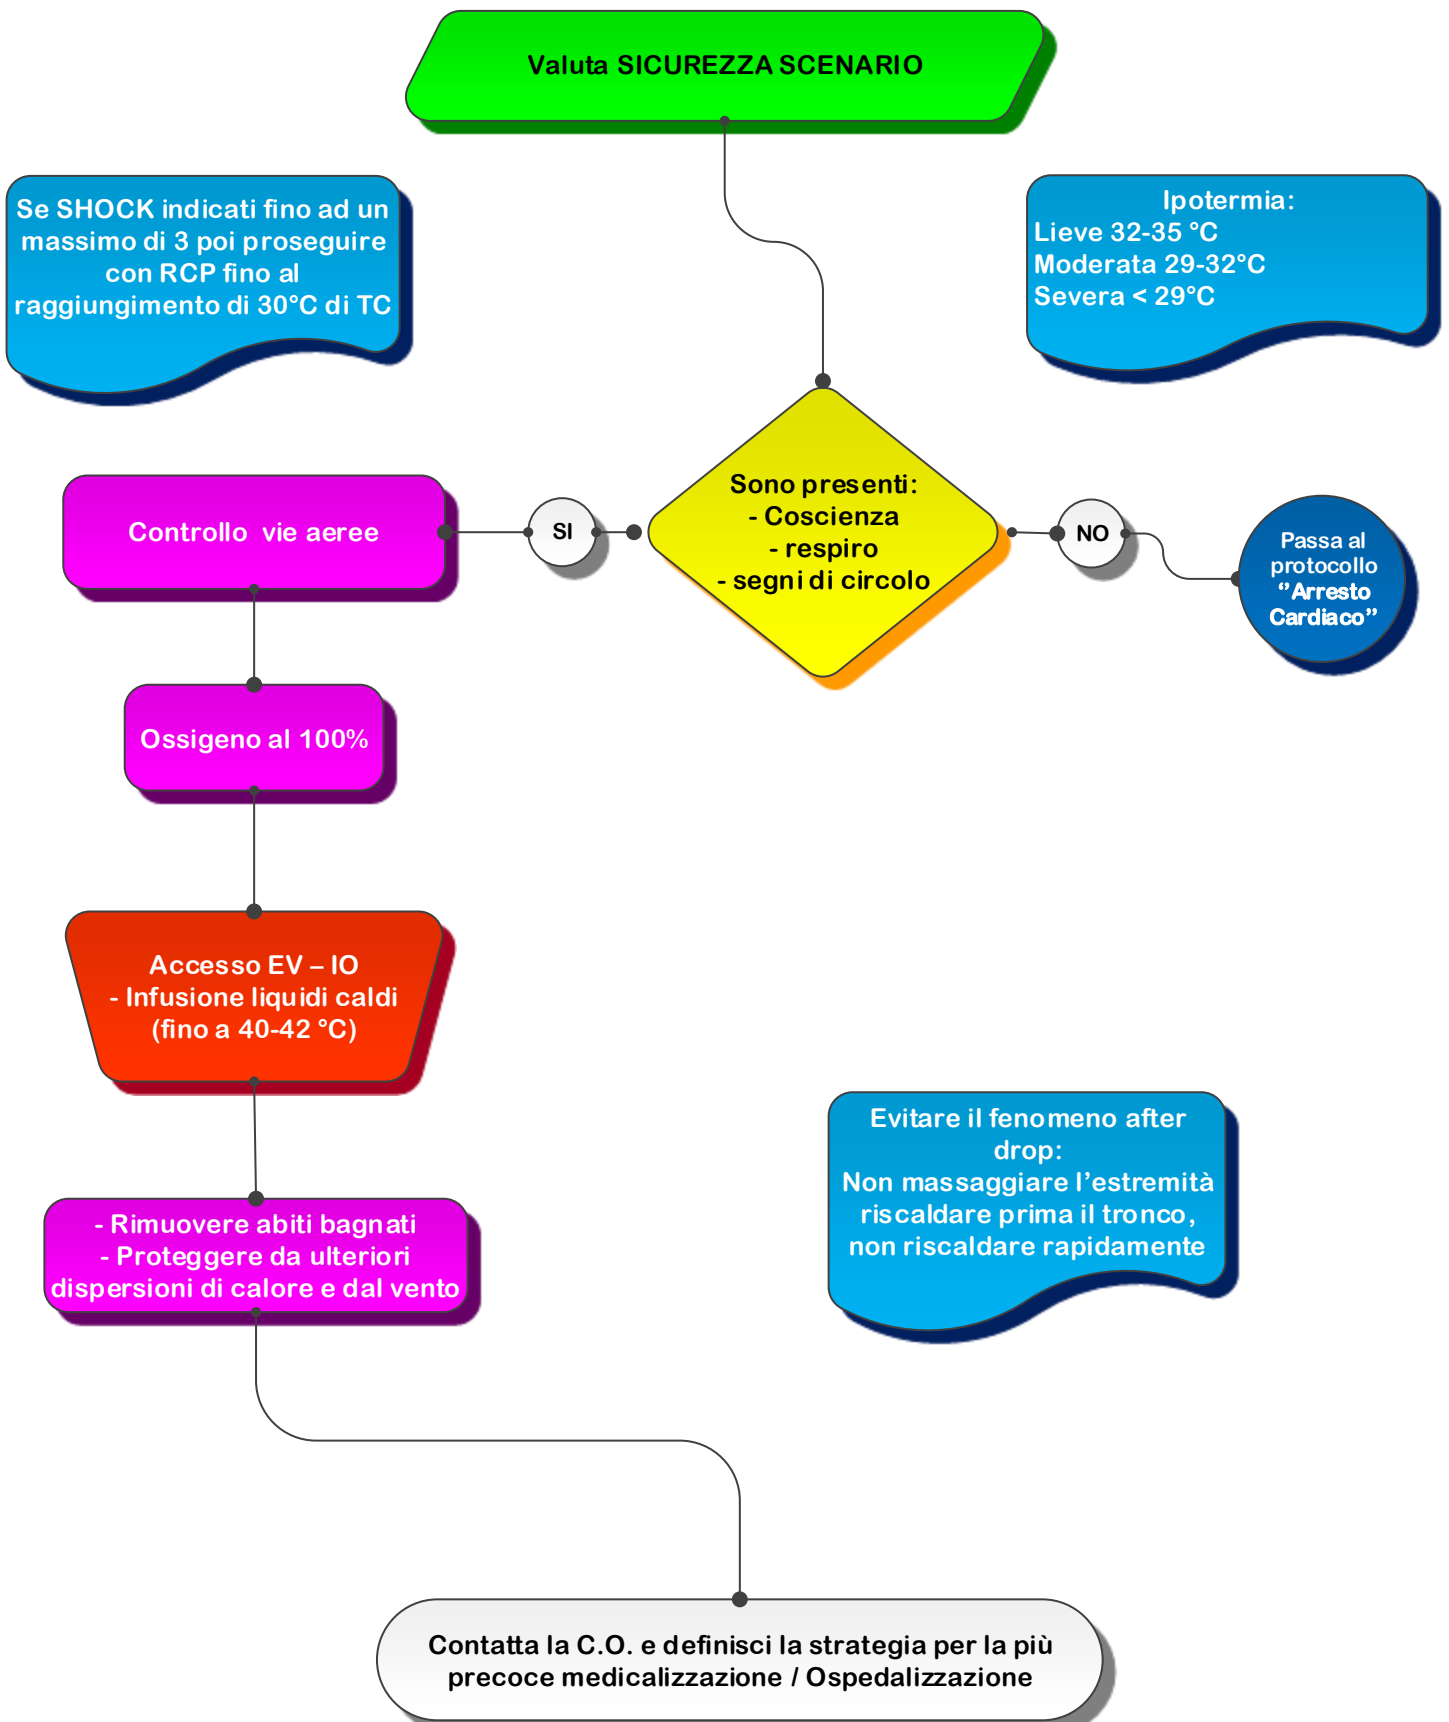 Valuta SICUREZZA SCENARIO
Se SHOCK indicati fino ad un
massimo di 3 poi proseguire
con RCP fino al
raggiungimento di 30°C di TC
Ipotermia:
Lieve 32-35 °C
Moderata 29-32°C
Severa < 29°C
Sono presenti:
- Coscienza
- respiro
- segni di circolo
SI
NO
Controllo vie aeree
Passa al
protocollo
‘’Arresto
Cardiaco’’
Ossigeno al 100%
Accesso EV – IO
- Infusione liquidi caldi
(fino a 40-42 °C)
Evitare il fenomeno after
drop:
Non massaggiare l’estremità
riscaldare prima il tronco,
non riscaldare rapidamente
- Rimuovere abiti bagnati
- Proteggere da ulteriori
dispersioni di calore e dal vento
Contatta la C.O. e definisci la strategia per la più
precoce medicalizzazione / Ospedalizzazione